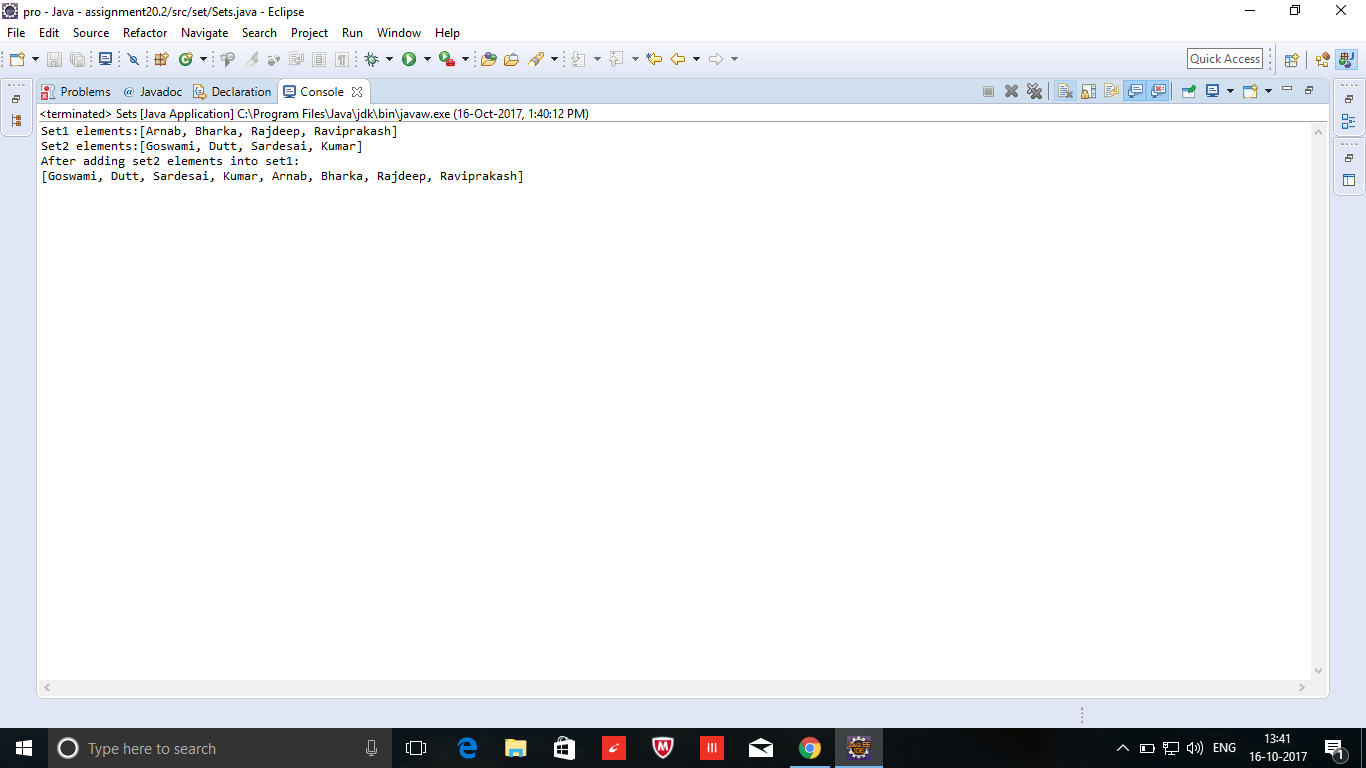 pro - Java - assignment20.2/src/set/Sets.java - Eclipse
File Edit Source Refactor Navigate Search Project Run Window Help
Quick Access
Problems @ Javadoc Declaration Console
<terminated> Sets [Java Application] C:\Program Files\Java\jdk\bin\javaw.exe (16-Oct-2017, 1:40:12 PM)
Set1 elements:[Arnab, Bharka, Rajdeep, Raviprakash]
Set2 elements:[Goswami, Dutt, Sardesai, Kumar]
After adding set2 elements into set1:
[Goswami, Dutt, Sardesai, Kumar, Arnab, Bharka, Rajdeep, Raviprakash]
Type here to search
ENG
13:41
16-10-2017
1